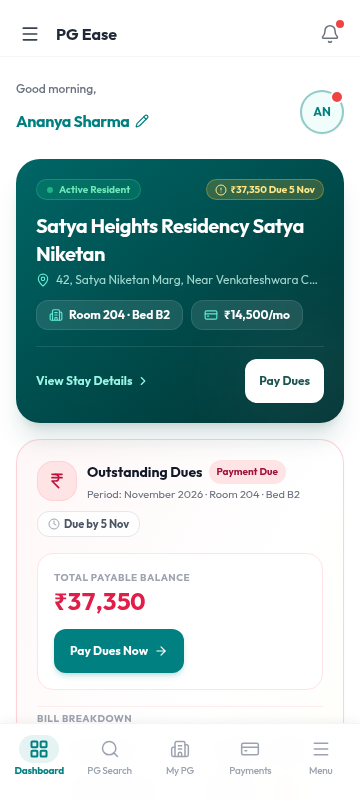 PG Ease
Good morning,
Ananya Sharma
AN
Active Resident
₹37,350 Due 5 Nov
Satya Heights Residency Satya
Niketan
42, Satya Niketan Marg, Near Venkateshwara C...
Room 204 · Bed B2
₹14,500/mo
View Stay Details
Pay Dues
₹
Outstanding Dues
Payment Due
Period: November 2026 · Room 204 · Bed B2
Due by 5 Nov
TOTAL PAYABLE BALANCE
₹37,350
Pay Dues Now
BILL BREAKDOWN
Dashboard
PG Search
My PG
Payments
Menu